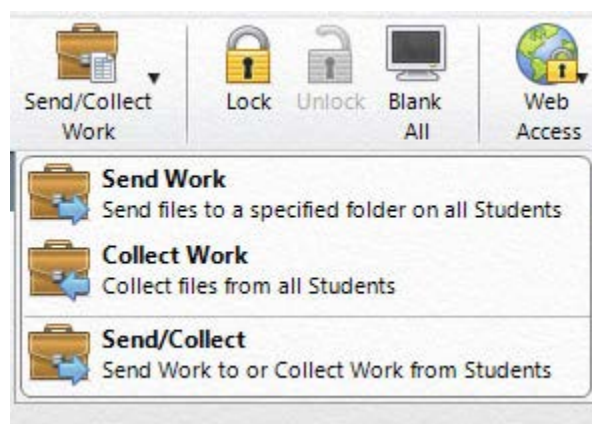 Send/Collect Work
Lock
Unlock
Blank All
Web Access
Send Work
Send files to a specified folder on all Students
Collect Work
Collect files from all Students
Send/Collect
Send Work to or Collect Work from Students